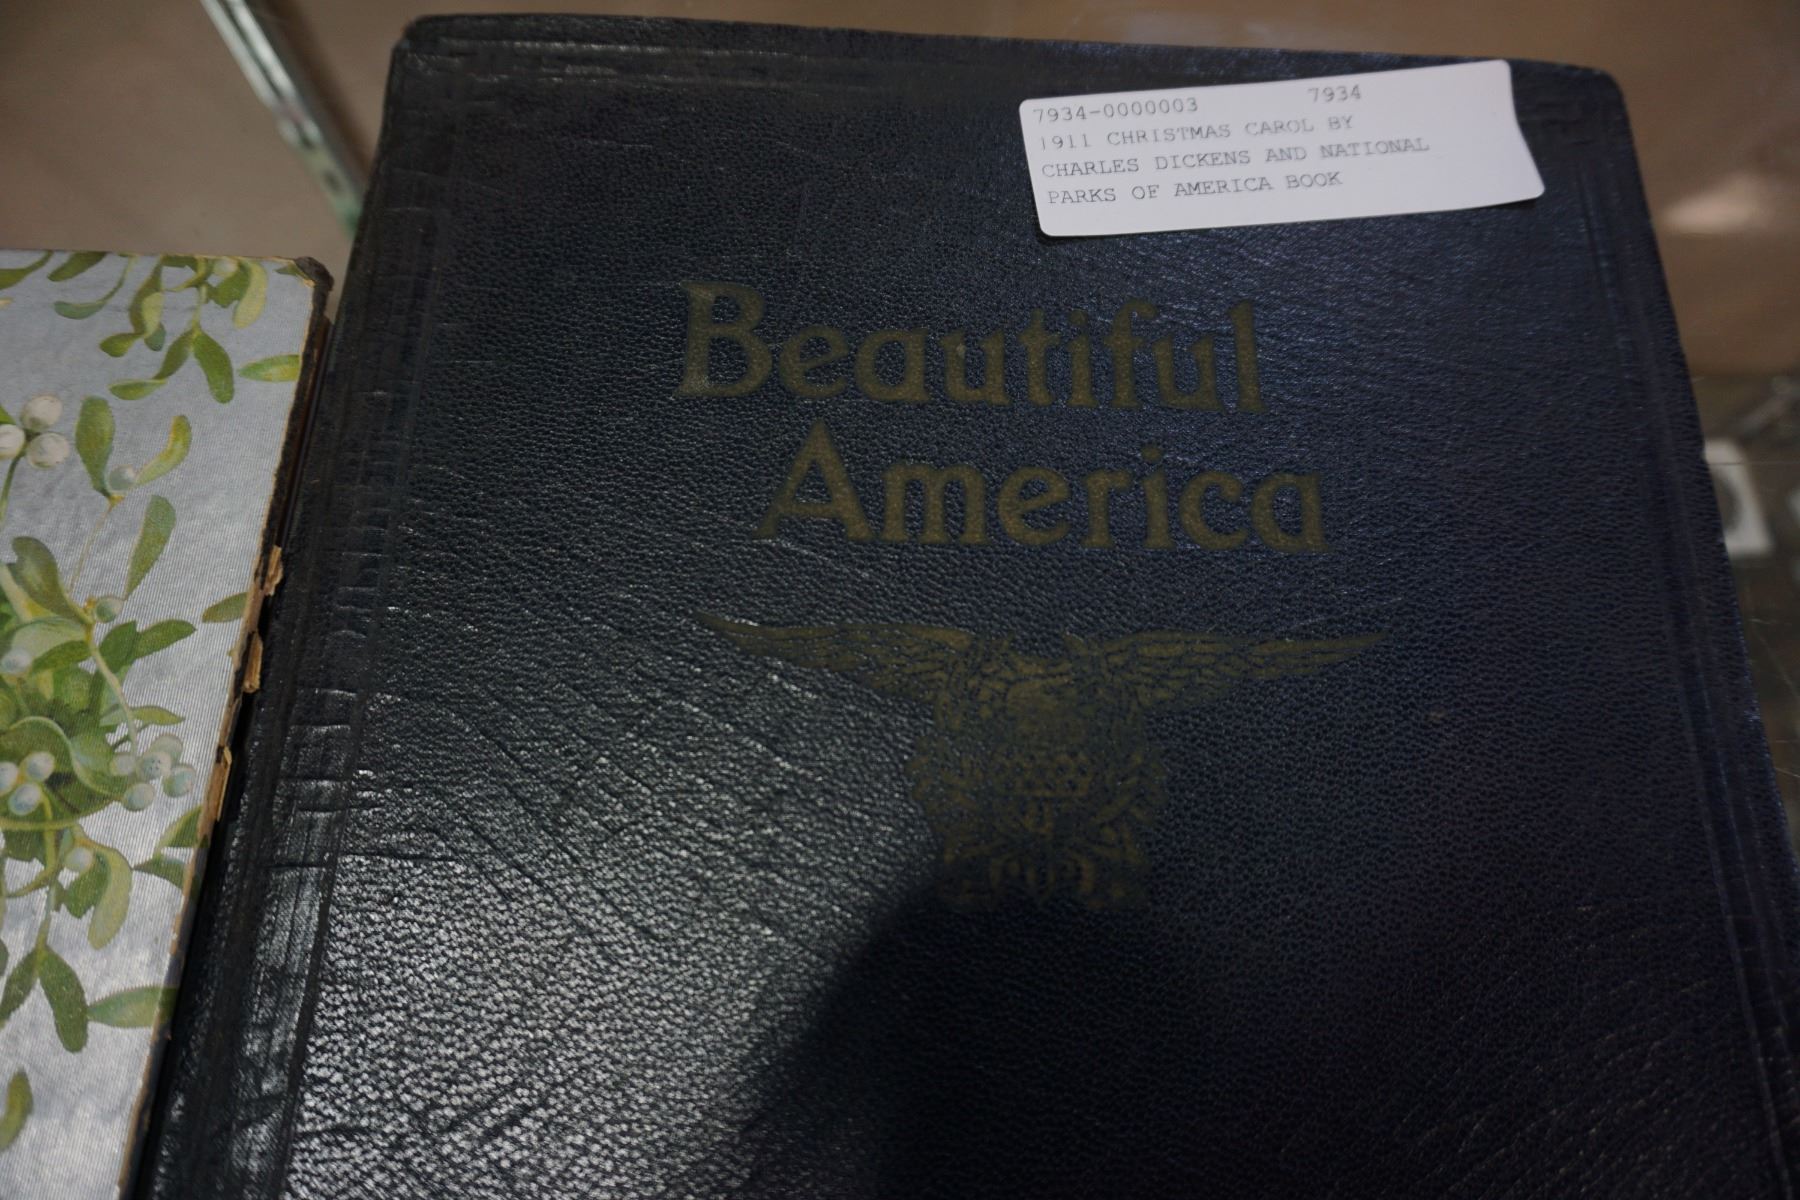 7934-0000003 7934
1911 CHRISTMAS CAROL BY
CHARLES DICKENS AND NATIONAL
PARKS OF AMERICA BOOK
Beautiful
America